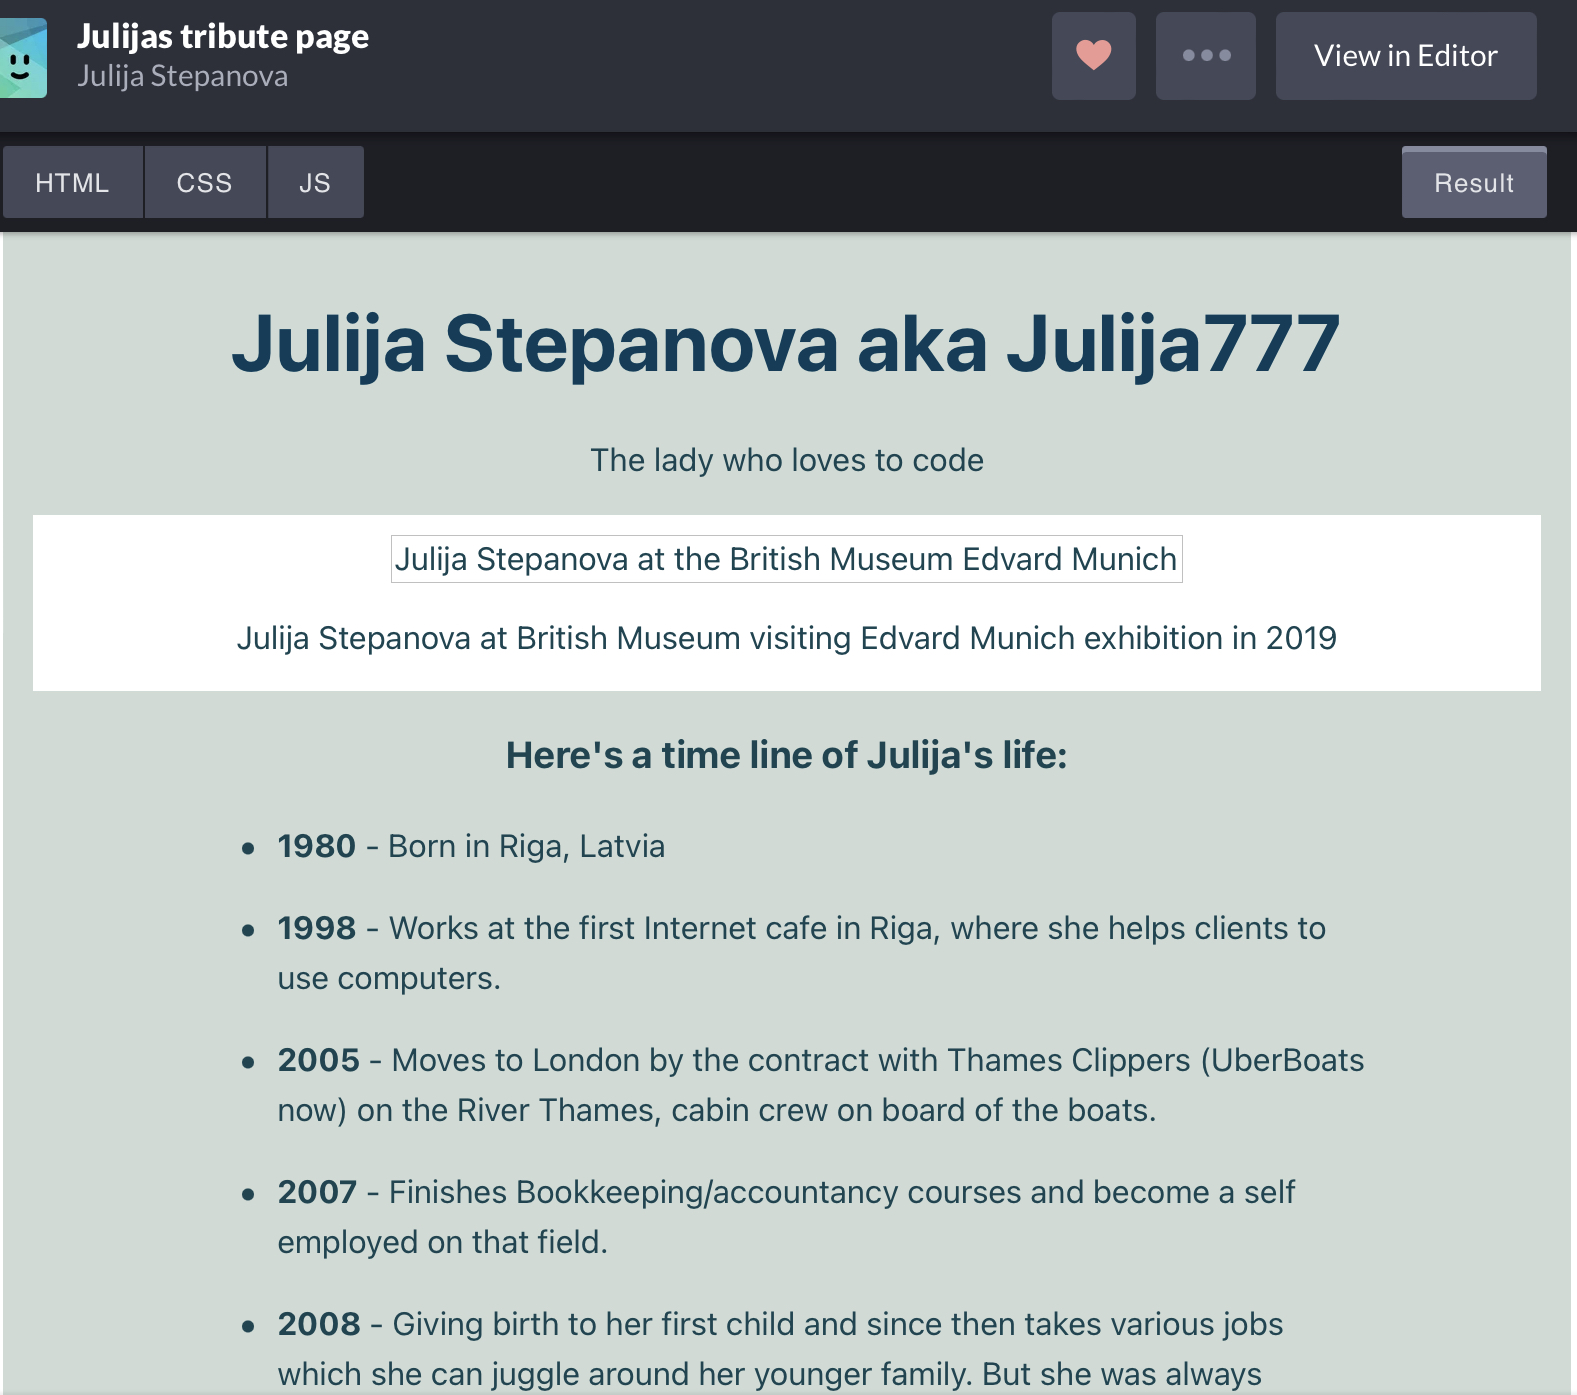 Julijas tribute page
Julija Stepanova
View in Editor
HTML CSS JS Result
Julija Stepanova aka Julija777
The lady who loves to code
Julija Stepanova at the British Museum Edvard Munich
Julija Stepanova at British Museum visiting Edvard Munich exhibition in 2019
Here's a time line of Julija's life:
• 1980 - Born in Riga, Latvia
• 1998 - Works at the first Internet cafe in Riga, where she helps clients to
use computers.
• 2005 - Moves to London by the contract with Thames Clippers (UberBoats
now) on the River Thames, cabin crew on board of the boats.
• 2007 - Finishes Bookkeeping/accountancy courses and become a self
employed on that field.
• 2008 - Giving birth to her first child and since then takes various jobs
which she can juggle around her younger family. But she was always